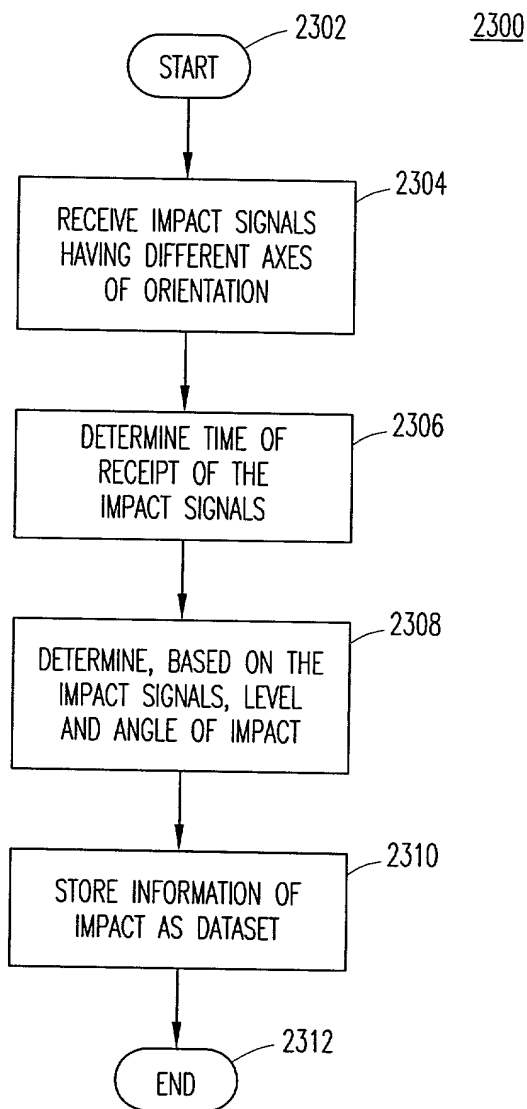 2300
2302
START
2304
RECEIVE IMPACT SIGNALS
HAVING DIFFERENT AXES
OF ORIENTATION
2306
DETERMINE TIME OF
RECEIPT OF THE
IMPACT SIGNALS
2308
DETERMINE, BASED ON THE
IMPACT SIGNALS, LEVEL
AND ANGLE OF IMPACT
2310
STORE INFORMATION OF
IMPACT AS DATASET
2312
END